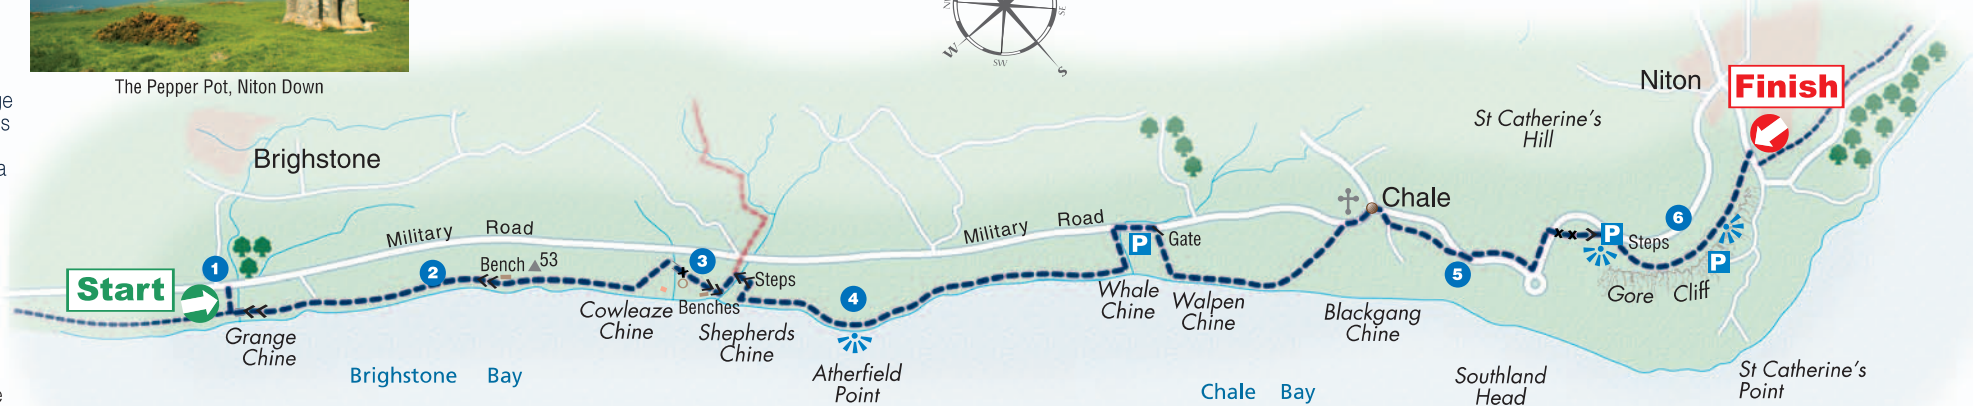 The Pepper Pot, Niton Down
W
SW
S
SE
Niton
Finish
St Catherine's
Hill
Brighstone
Chale
Military Road
Military Road
Gate
P
1
2
Bench 53
3
Steps
Benches
4
5
6
P
Steps
P
Start
Grange
Chine
Cowleaze
Chine
Shepherds
Chine
Atherfield
Point
Whale
Chine
Walpen
Chine
Blackgang
Chine
Gore Cliff
Southland
Head
St Catherine's
Point
Brighstone Bay
Chale Bay